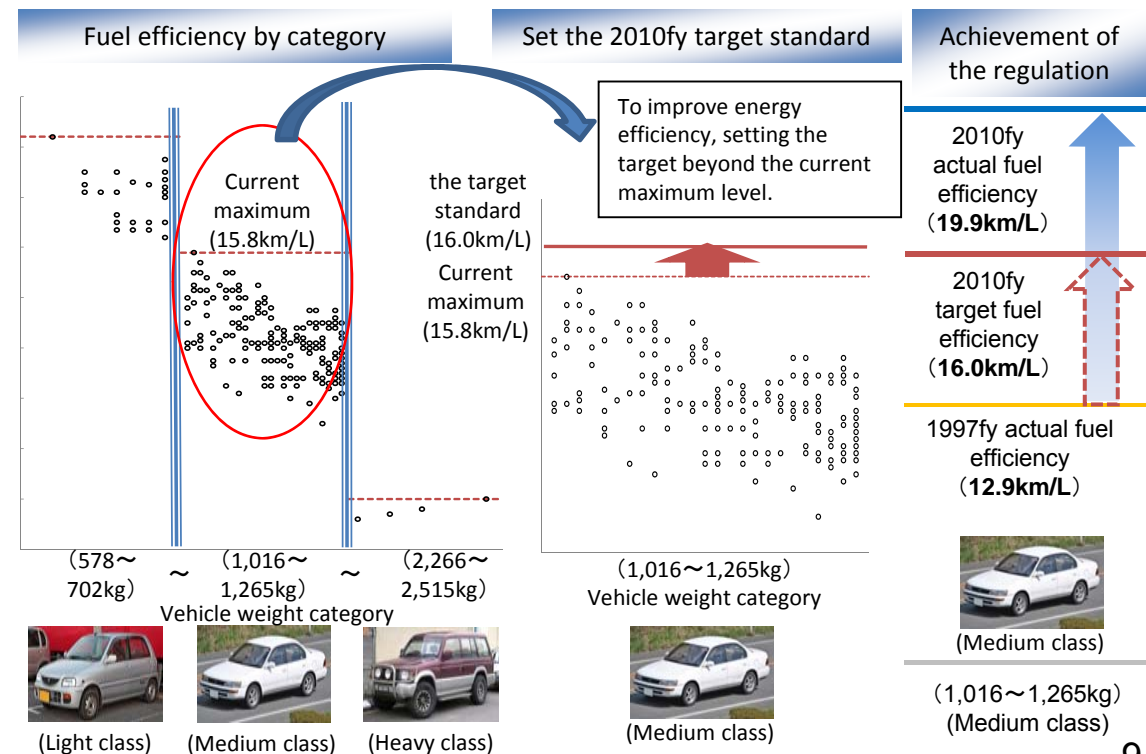 Fuel efficiency by category
Set the 2010fy target standard
Achievement of
the regulation
To improve energy
efficiency, setting the
target beyond the current
maximum level.
Current
maximum
(15.8km/L)
the target
standard
(16.0km/L)
Current
maximum
(15.8km/L)
2010fy
actual fuel
efficiency
（19.9km/L）
2010fy
target fuel
efficiency
（16.0km/L）
1997fy actual fuel
efficiency
（12.9km/L）
(578～
702kg)
～
(1,016～
1,265kg)
～
(2,266～
2,515kg)
Vehicle weight category
(Light class)
(Medium class)
(Heavy class)
(1,016～1,265kg)
Vehicle weight category
(Medium class)
(Medium class)
(1,016～1,265kg)
(Medium class)